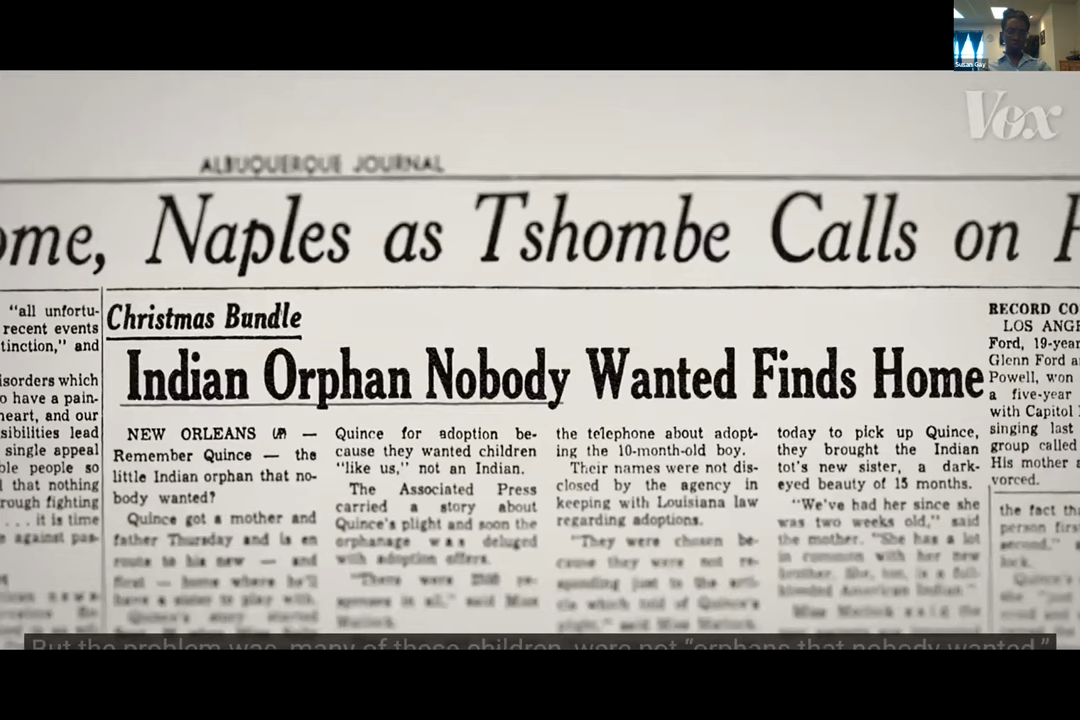 Susan Gay
Vox
ALBUQUERQUE JOURNAL
ome, Naples as Tshombe Calls on
"all unfortu-
recent events
tinction," and
isorders which
o have a pain-
heart, and our
sibilities lead
single appeal
ble people so
that nothing
rough fighting
. . . it is time
against pas-
Christmas Bundle
Indian Orphan Nobody Wanted Finds Home
NEW ORLEANS (AP) —
Remember Quince — the
little Indian orphan that no-
body wanted?
Quince got a mother and
father Thursday and is en
route to his new — and
first — home where he'll
have a sister to play with.
Quince's story started
Quince for adoption be-
cause they wanted children
"like us," not an Indian.
The Associated Press
carried a story about
Quince's plight and soon the
orphanage was deluged
with adoption offers.
"There were
in all," said Miss
the telephone about adopt-
ing the 10-month-old boy.
Their names were not dis-
closed by the agency in
keeping with Louisiana law
regarding adoptions.
"They were chosen be-
cause they were not re-
sponding just to the arti-
cle which told of Quince's
plight," said Miss
today to pick up Quince,
they brought the Indian
tot's new sister, a dark-
eyed beauty of 15 months.
"We've had her since she
was two weeks old," said
the mother. "She has a lot
in common with her new
brother. She, too, is a full-
blooded American Indian."
RECORD CO
LOS ANGE
Ford, 19-year
Glenn Ford a
Powell, won
a five-year
with Capitol
singing last
group called
His mother a
vorced.
the fact tha
person firs
But the problem was, many of those children, were not "orphans that nobody wanted."